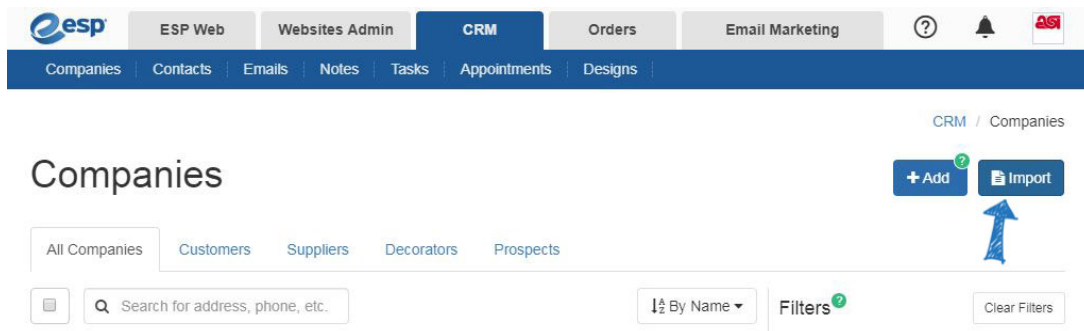 esp ESP Web Websites Admin CRM Orders Email Marketing ? ASI
Companies Contacts Emails Notes Tasks Appointments Designs
CRM / Companies
Companies
+ Add ? Import
All Companies Customers Suppliers Decorators Prospects
Search for address, phone, etc. By Name Filters ? Clear Filters